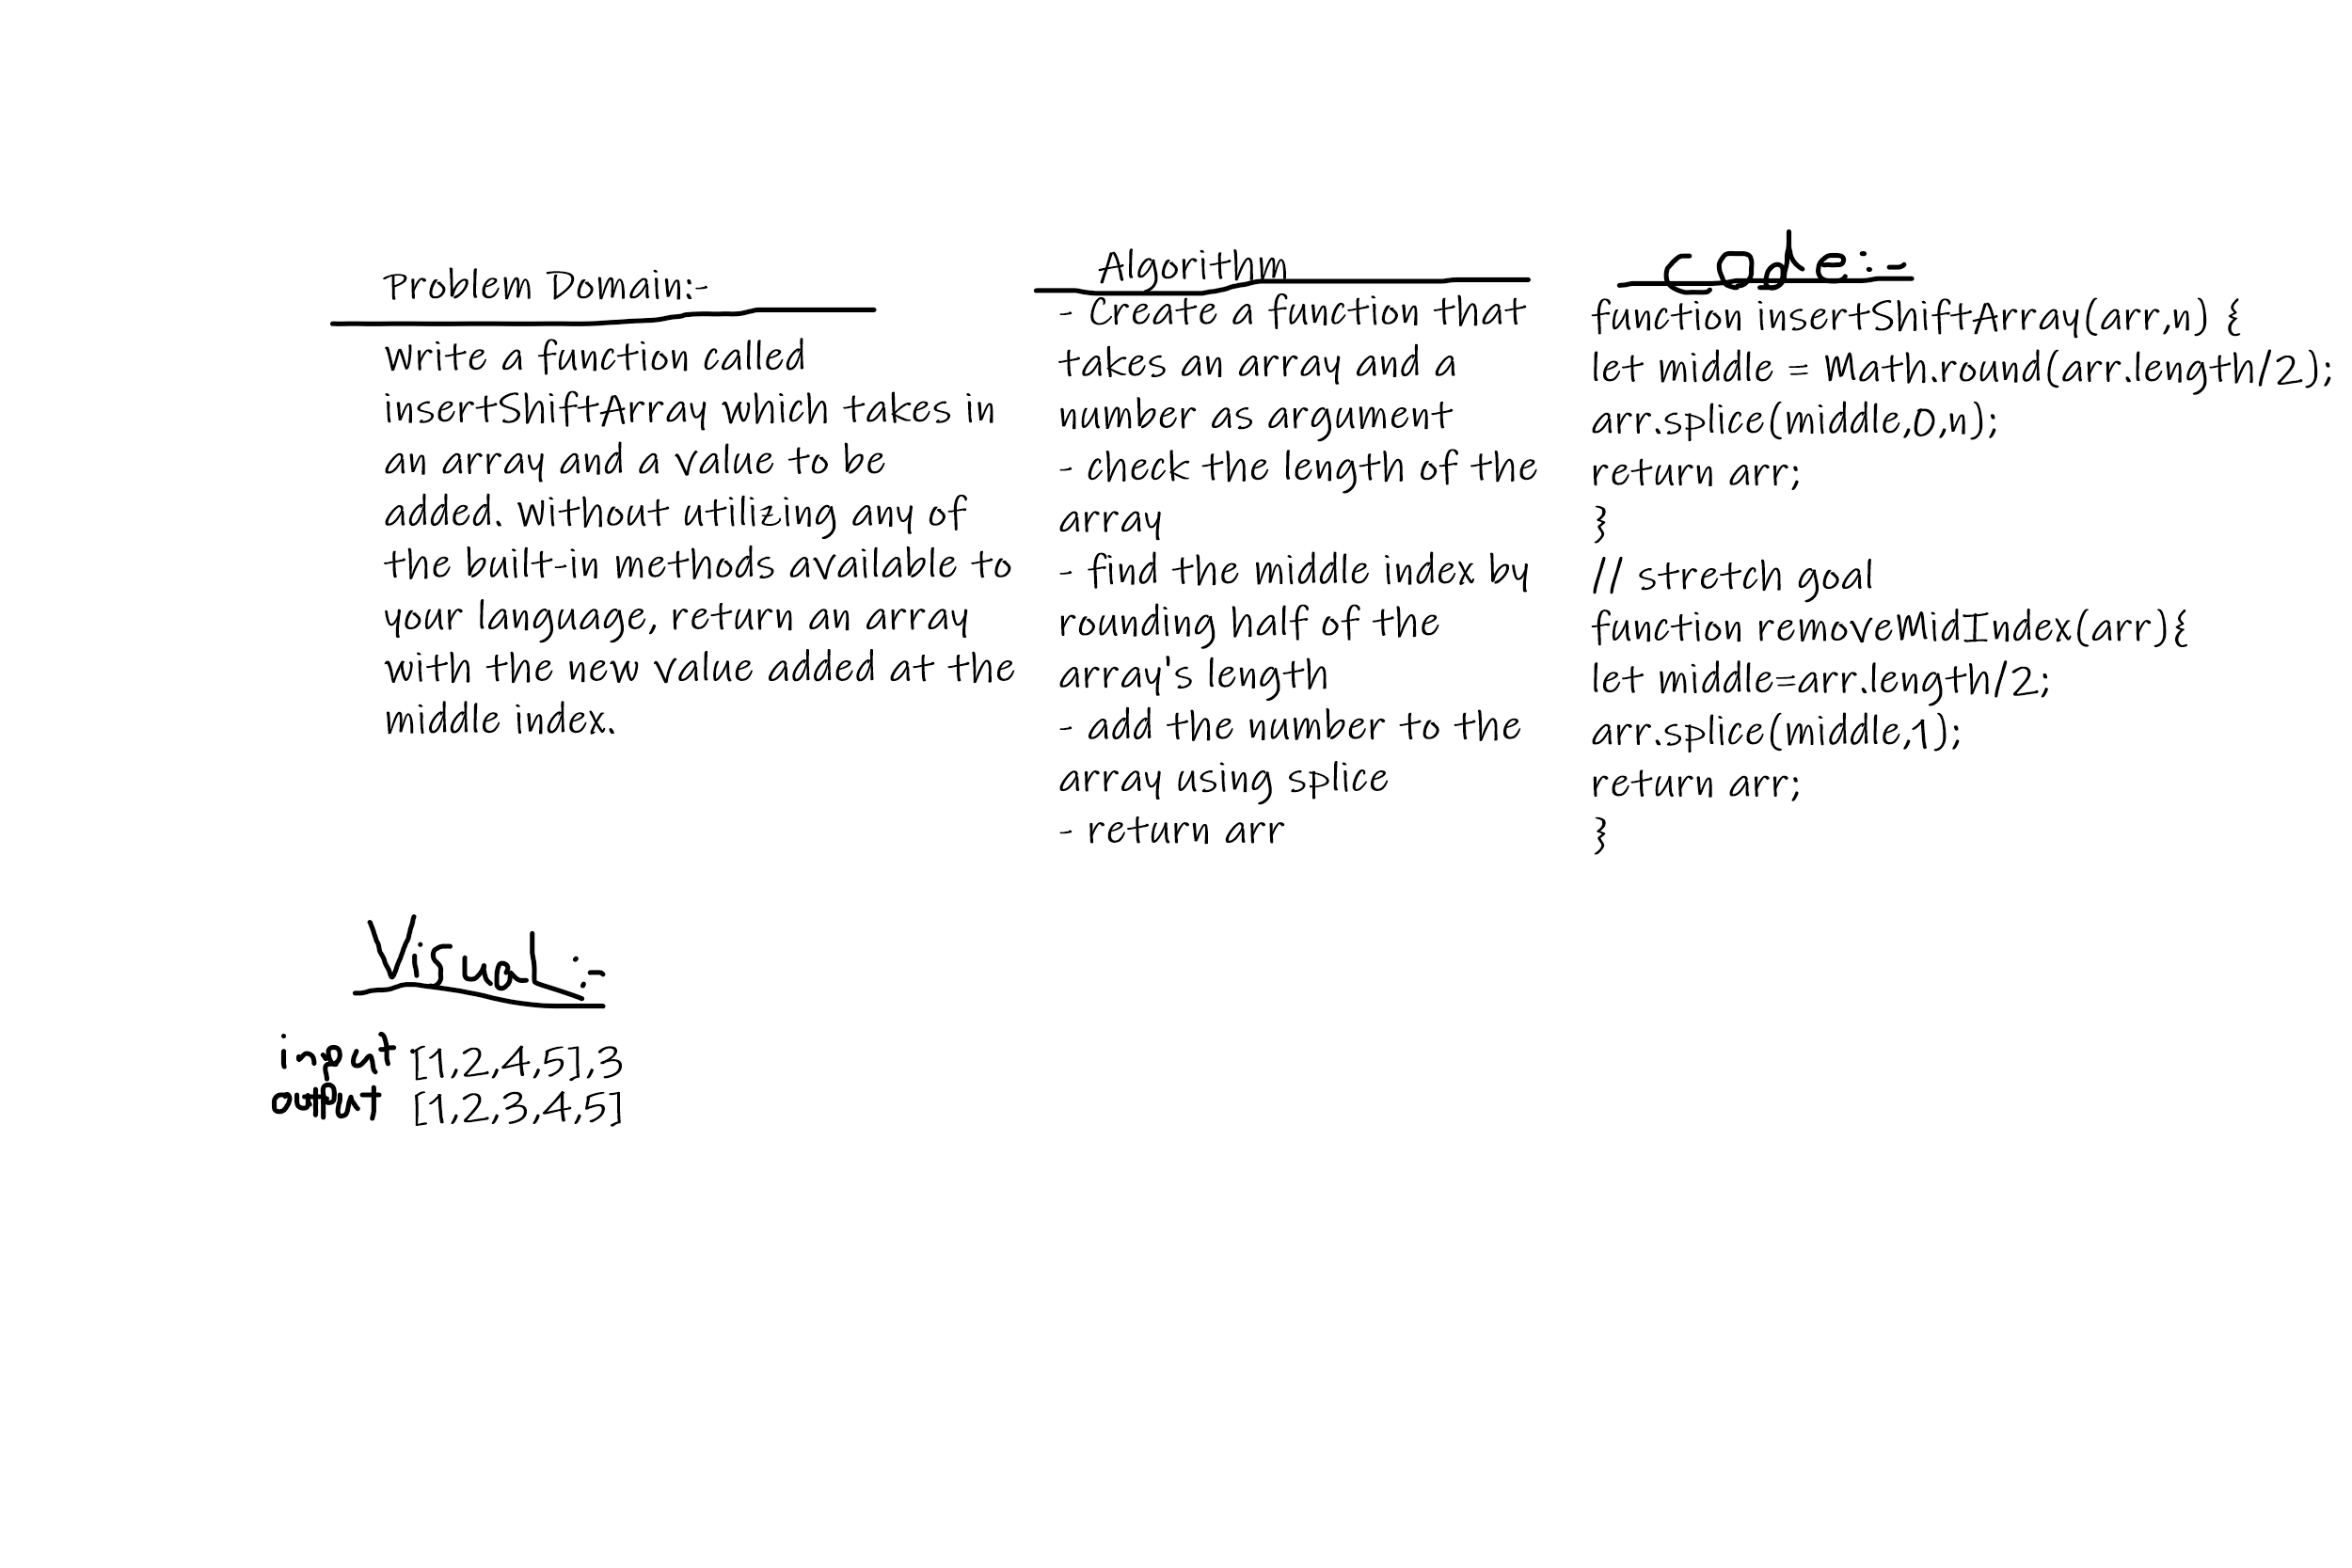 Problem Domain:-
Write a function called
insertShiftArray which takes in
an array and a value to be
added. Without utilizing any of
the built-in methods available to
your language, return an array
with the new value added at the
middle index.
Algorithm
- Create a function that
takes an array and a
number as argument
- check the length of the
array
- find the middle index by
rounding half of the
array's length
- add the number to the
array using splice
- return arr
code:-
function insertShiftArray(arr,n) {
let middle = Math.round(arr.length/2);
arr.splice(middle,0,n);
return arr;
}
// stretch goal
function removeMidIndex(arr){
let middle=arr.length/2;
arr.splice(middle,1);
return arr;
}
Visual:-
input [1,2,4,5],3
output [1,2,3,4,5]